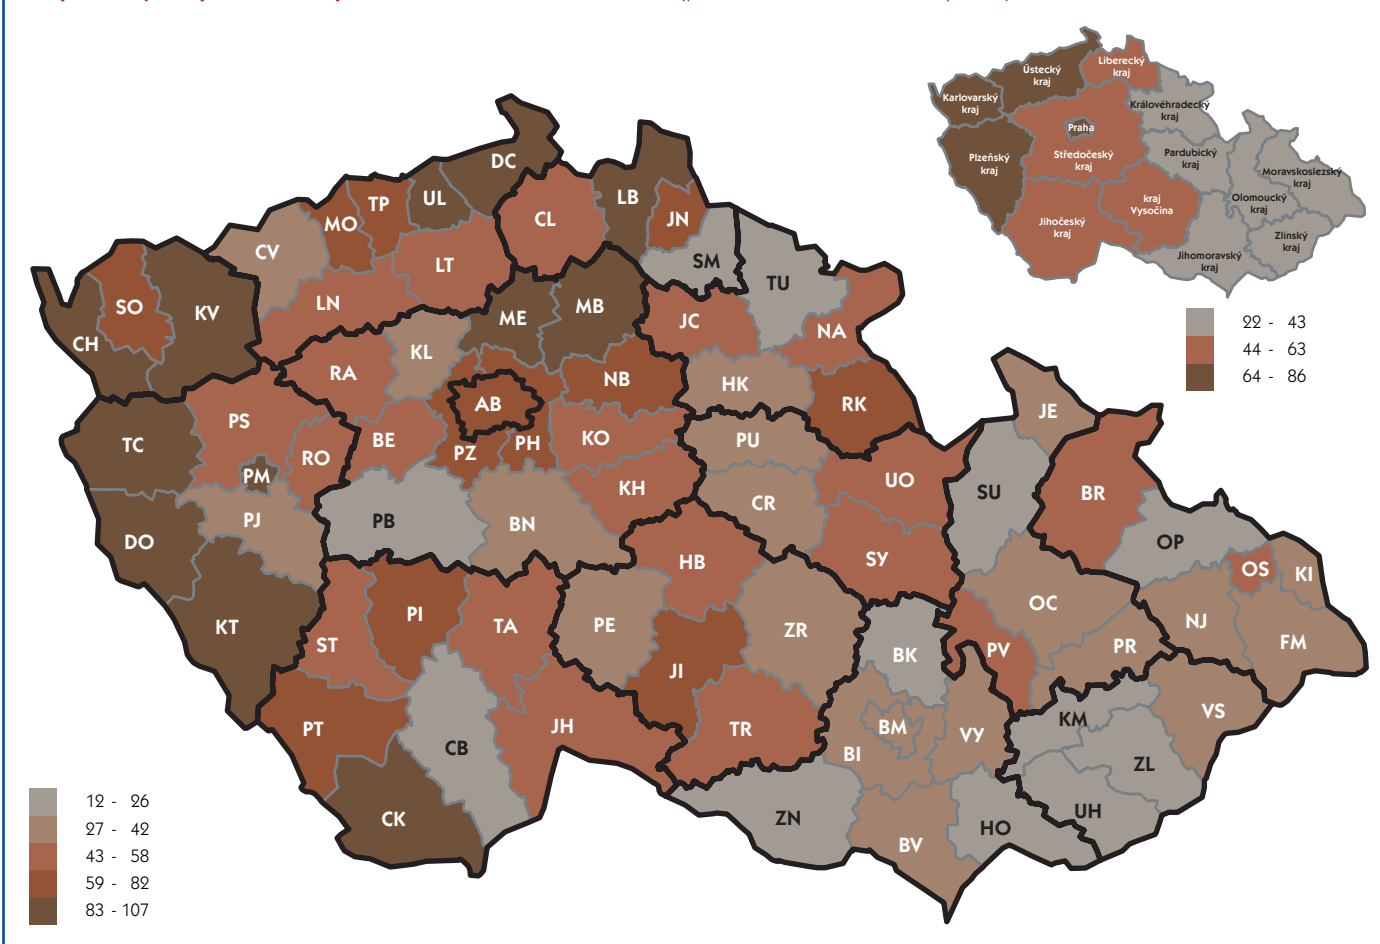 Ústecký
kraj
Liberecký
kraj
Karlovarský
kraj
Královéhradecký
kraj
Praha
Plzeňský
kraj
Středočeský
kraj
Pardubický
kraj
Moravskoslezský
kraj
kraj
Vysočina
Olomoucký
kraj
Jihočeský
kraj
Zlínský
kraj
Jihomoravský
kraj
22 - 43
44 - 63
64 - 86
DC
UL
TP
LB
MO
JN
CL
CV
LT
SM
TU
SO
KV
LN
ME
MB
JC
NA
CH
KL
RA
NB
HK
AB
RK
JE
PS
TC
BE
PH
KO
PU
PZ
RO
PM
KH
UO
SU
BR
CR
PJ
PB
BN
DO
OP
SY
HB
OS
KI
OC
PI
KT
TA
PE
ZR
NJ
ST
FM
PV
PR
BK
JI
VS
KM
PT
JH
TR
BM
VY
CB
BI
ZL
CK
ZN
HO
UH
BV
12 - 26
27 - 42
43 - 58
59 - 82
83 - 107